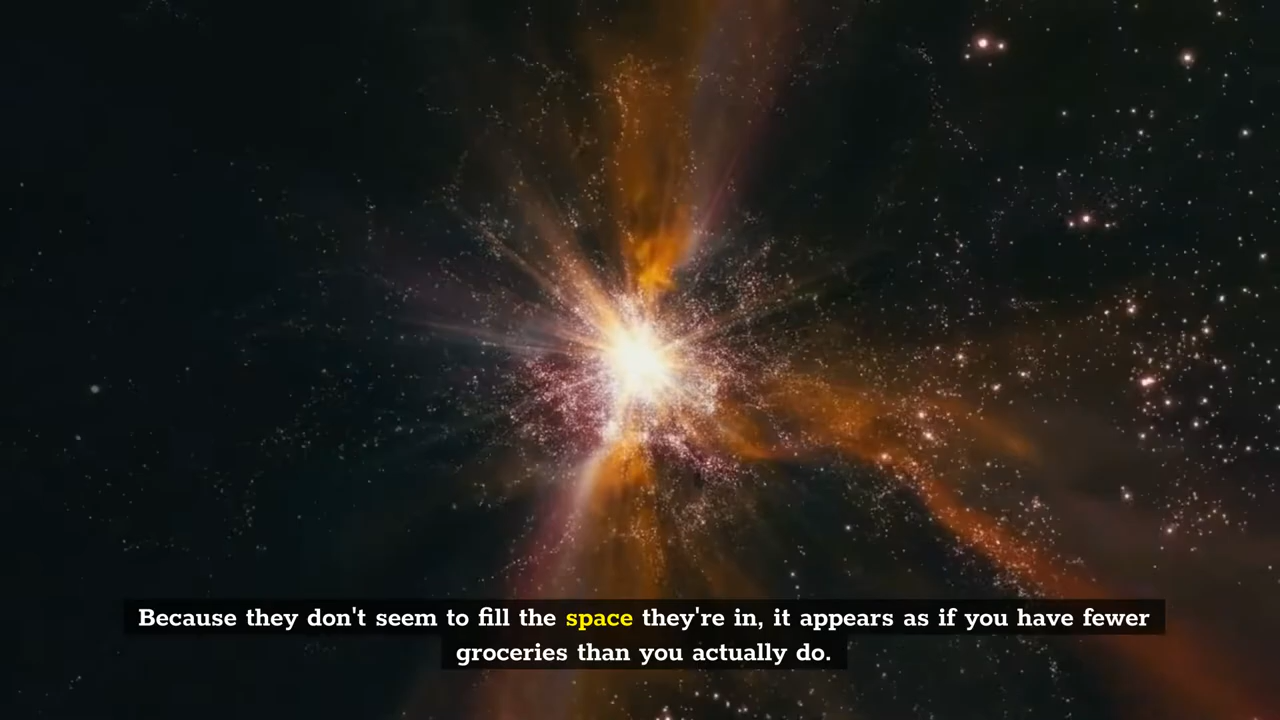 Because they don't seem to fill the space they're in, it appears as if you have fewer
groceries than you actually do.